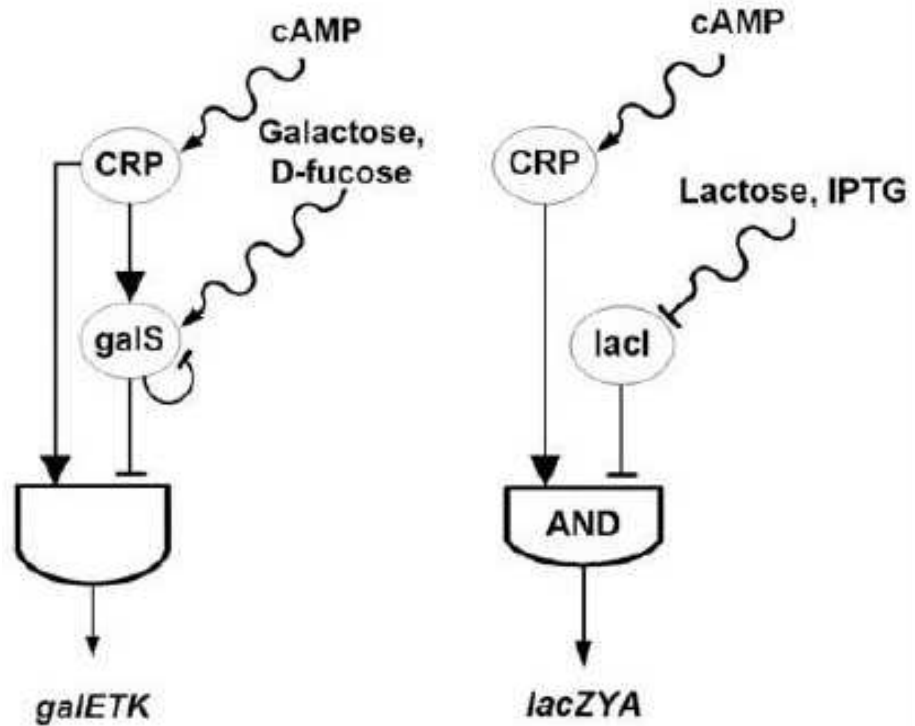 cAMP
Galactose,
D-fucose
CRP
galS
galETK
cAMP
CRP
Lactose, IPTG
lacI
AND
lacZYA